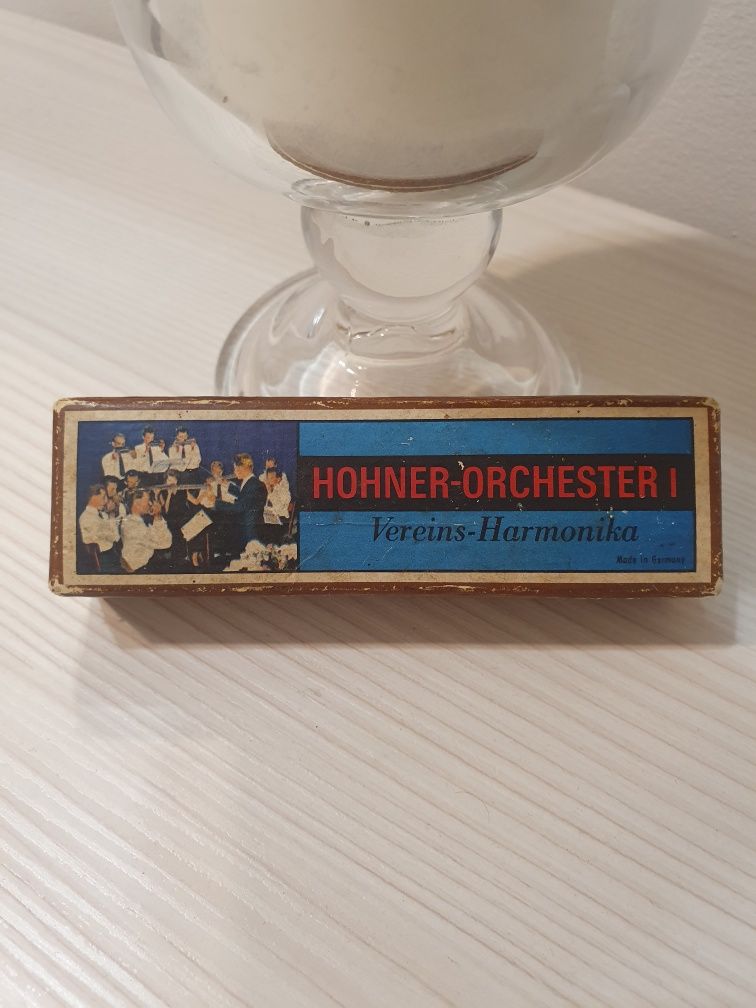 HOHNER-ORCHESTER I
Vereins-Harmonika
Made in Germany